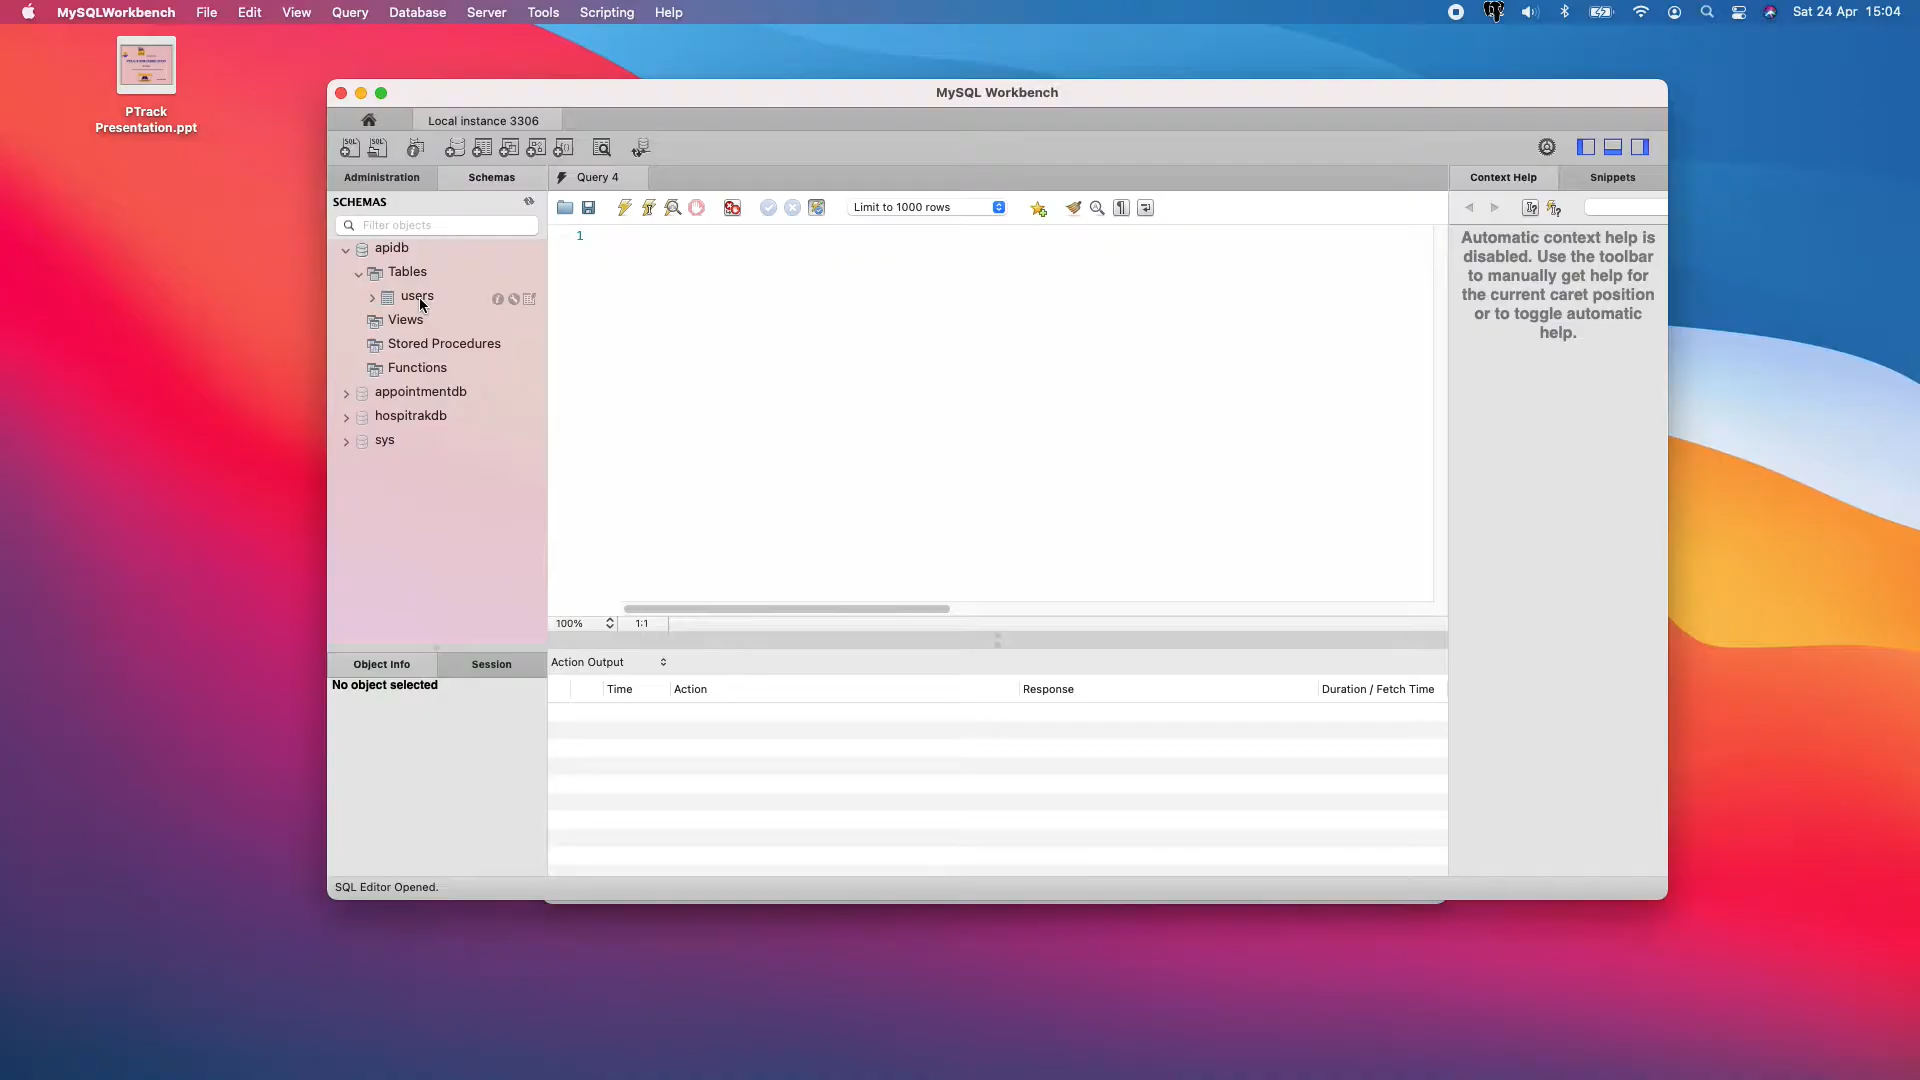 MySQLWorkbench File Edit View Query Database Server Tools Scripting Help Sat 24 Apr 15:04
PTrack
Presentation.ppt
MySQL Workbench
Local instance 3306
Administration Schemas Query 4 Context Help Snippets
SCHEMAS
Limit to 1000 rows
Filter objects
1
apidb
Tables
users
Views
Stored Procedures
Functions
appointmentdb
hospitrakdb
sys
Automatic context help is
disabled. Use the toolbar
to manually get help for
the current caret position
or to toggle automatic
help.
100% 1:1
Object Info Session
Action Output
No object selected
Time Action Response Duration / Fetch Time
SQL Editor Opened.